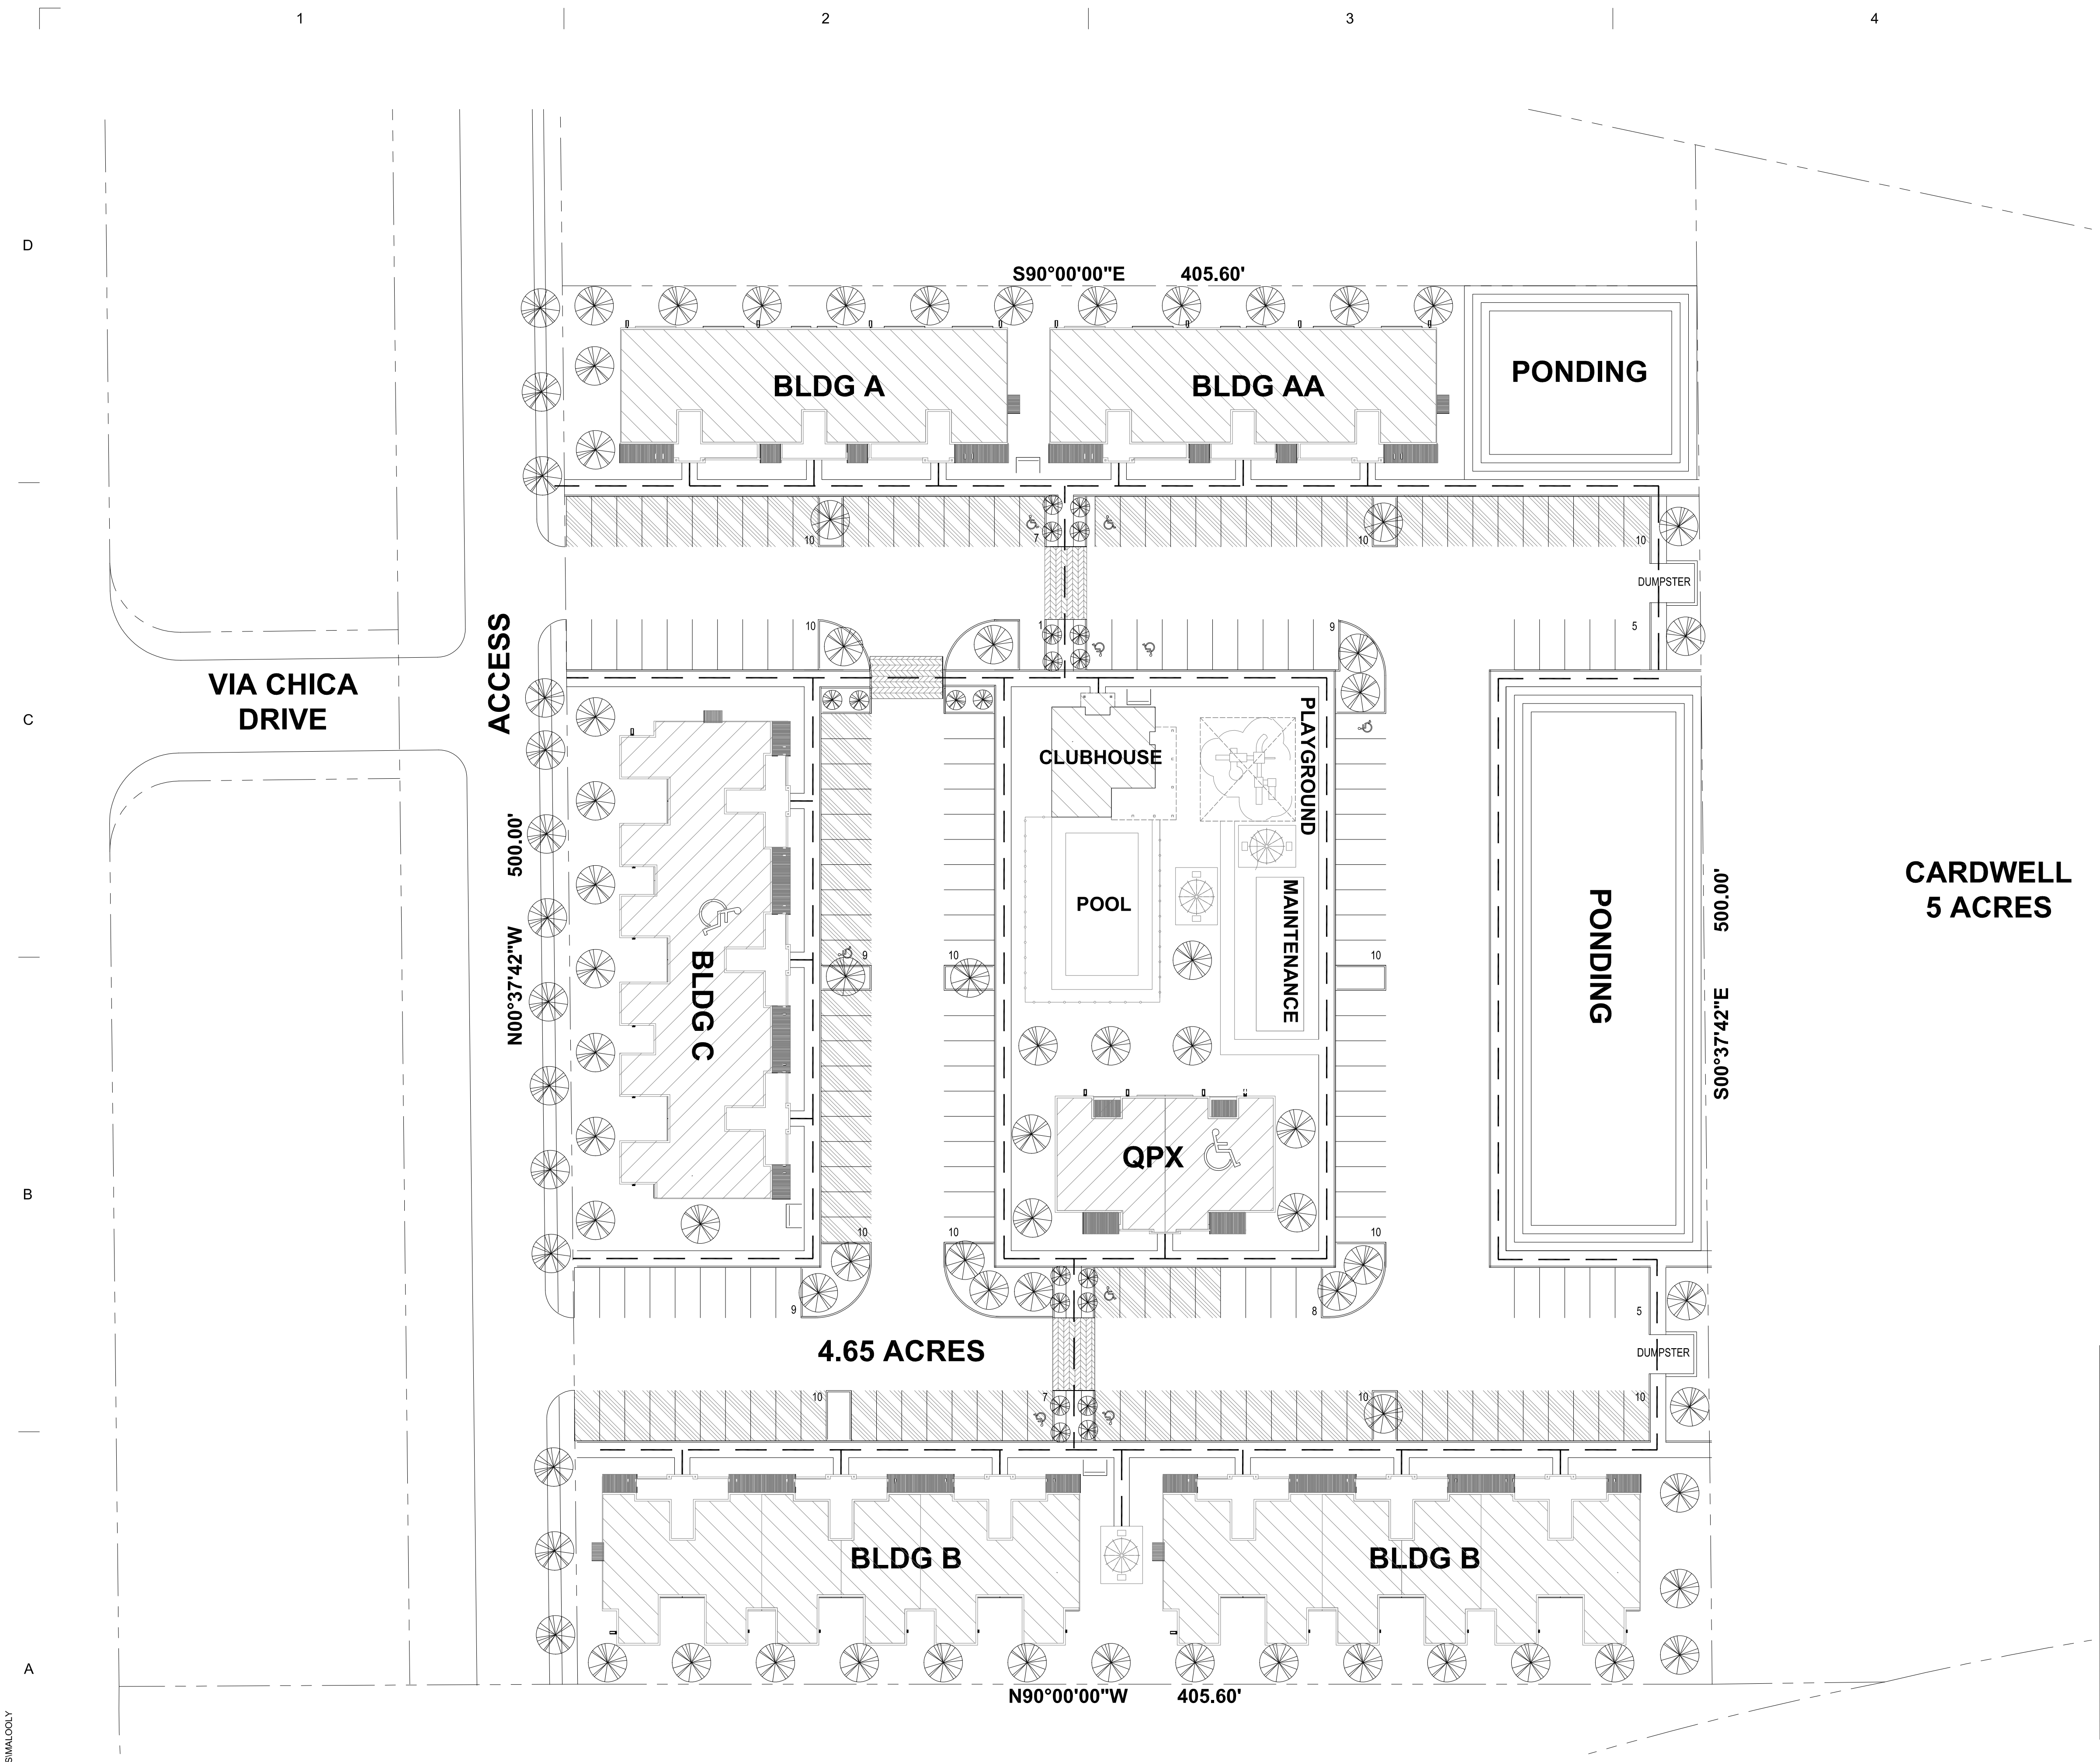 1
2
3
4
D
S90°00'00"E 405.60'
BLDG A
BLDG AA
PONDING
10
7
10
10
DUMPSTER
10
1
9
5
ACCESS
VIA CHICA
DRIVE
C
CLUBHOUSE
PLAYGROUND
N00°37'42"W 500.00'
BLDG C
POOL
MAINTENANCE
PONDING
S00°37'42"E 500.00'
CARDWELL
5 ACRES
9
10
10
B
QPX
10
10
10
9
8
5
4.65 ACRES
DUMPSTER
10
7
10
10
BLDG B
BLDG B
A
N90°00'00"W 405.60'
S\MALOOLY